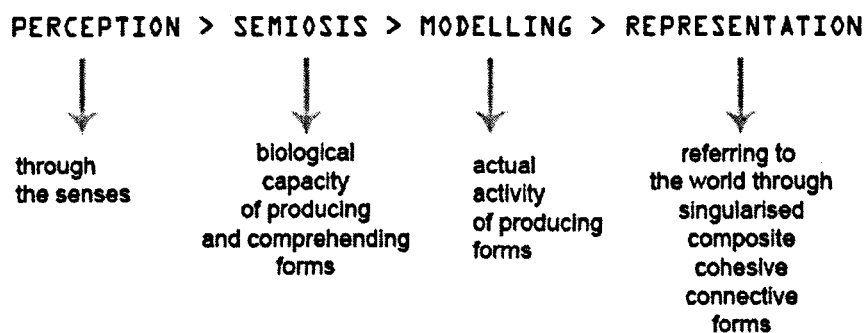 PERCEPTION > SEMIOSIS > MODELLING > REPRESENTATION
through
the senses
biological
capacity
of producing
and comprehending
forms
actual
activity
of producing
forms
referring to
the world through
singularised
composite
cohesive
connective
forms